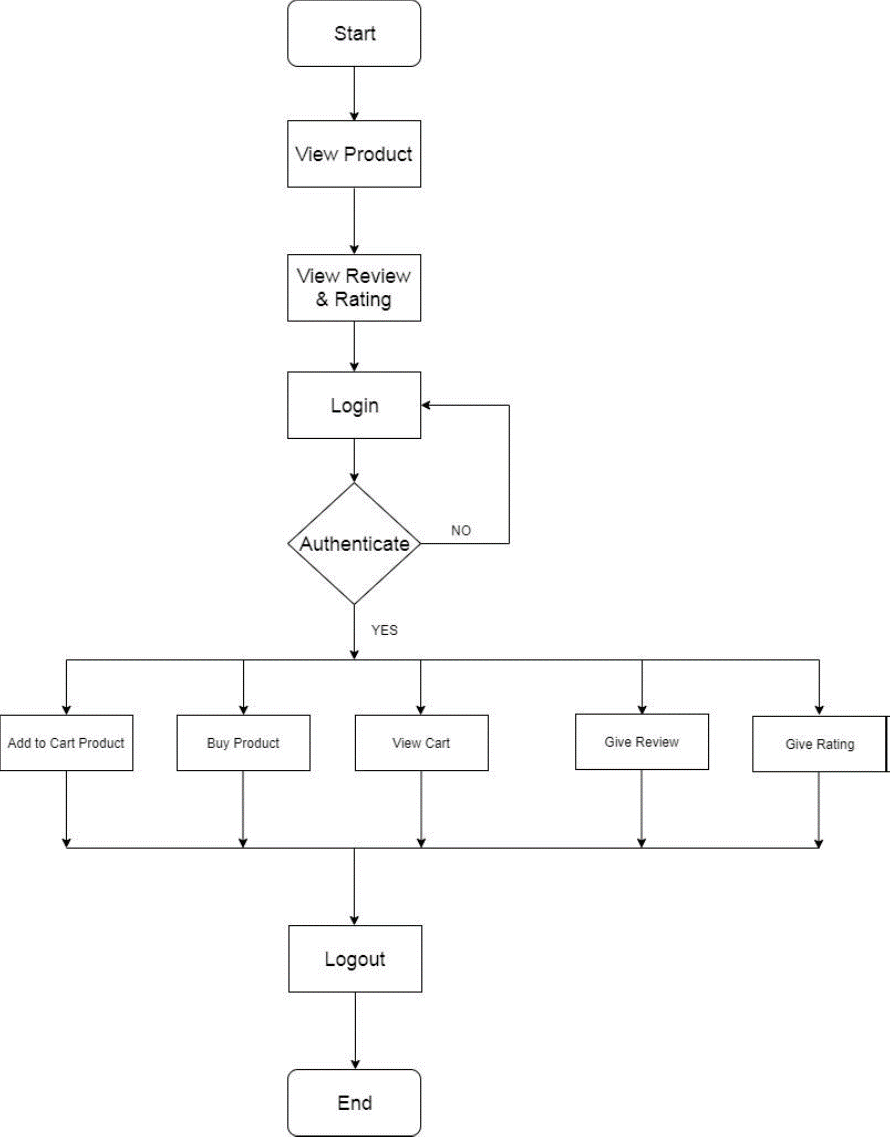 Start
View Product
View Review
& Rating
Login
Authenticate
NO
YES
Add to Cart Product
Buy Product
View Cart
Give Review
Give Rating
Logout
End